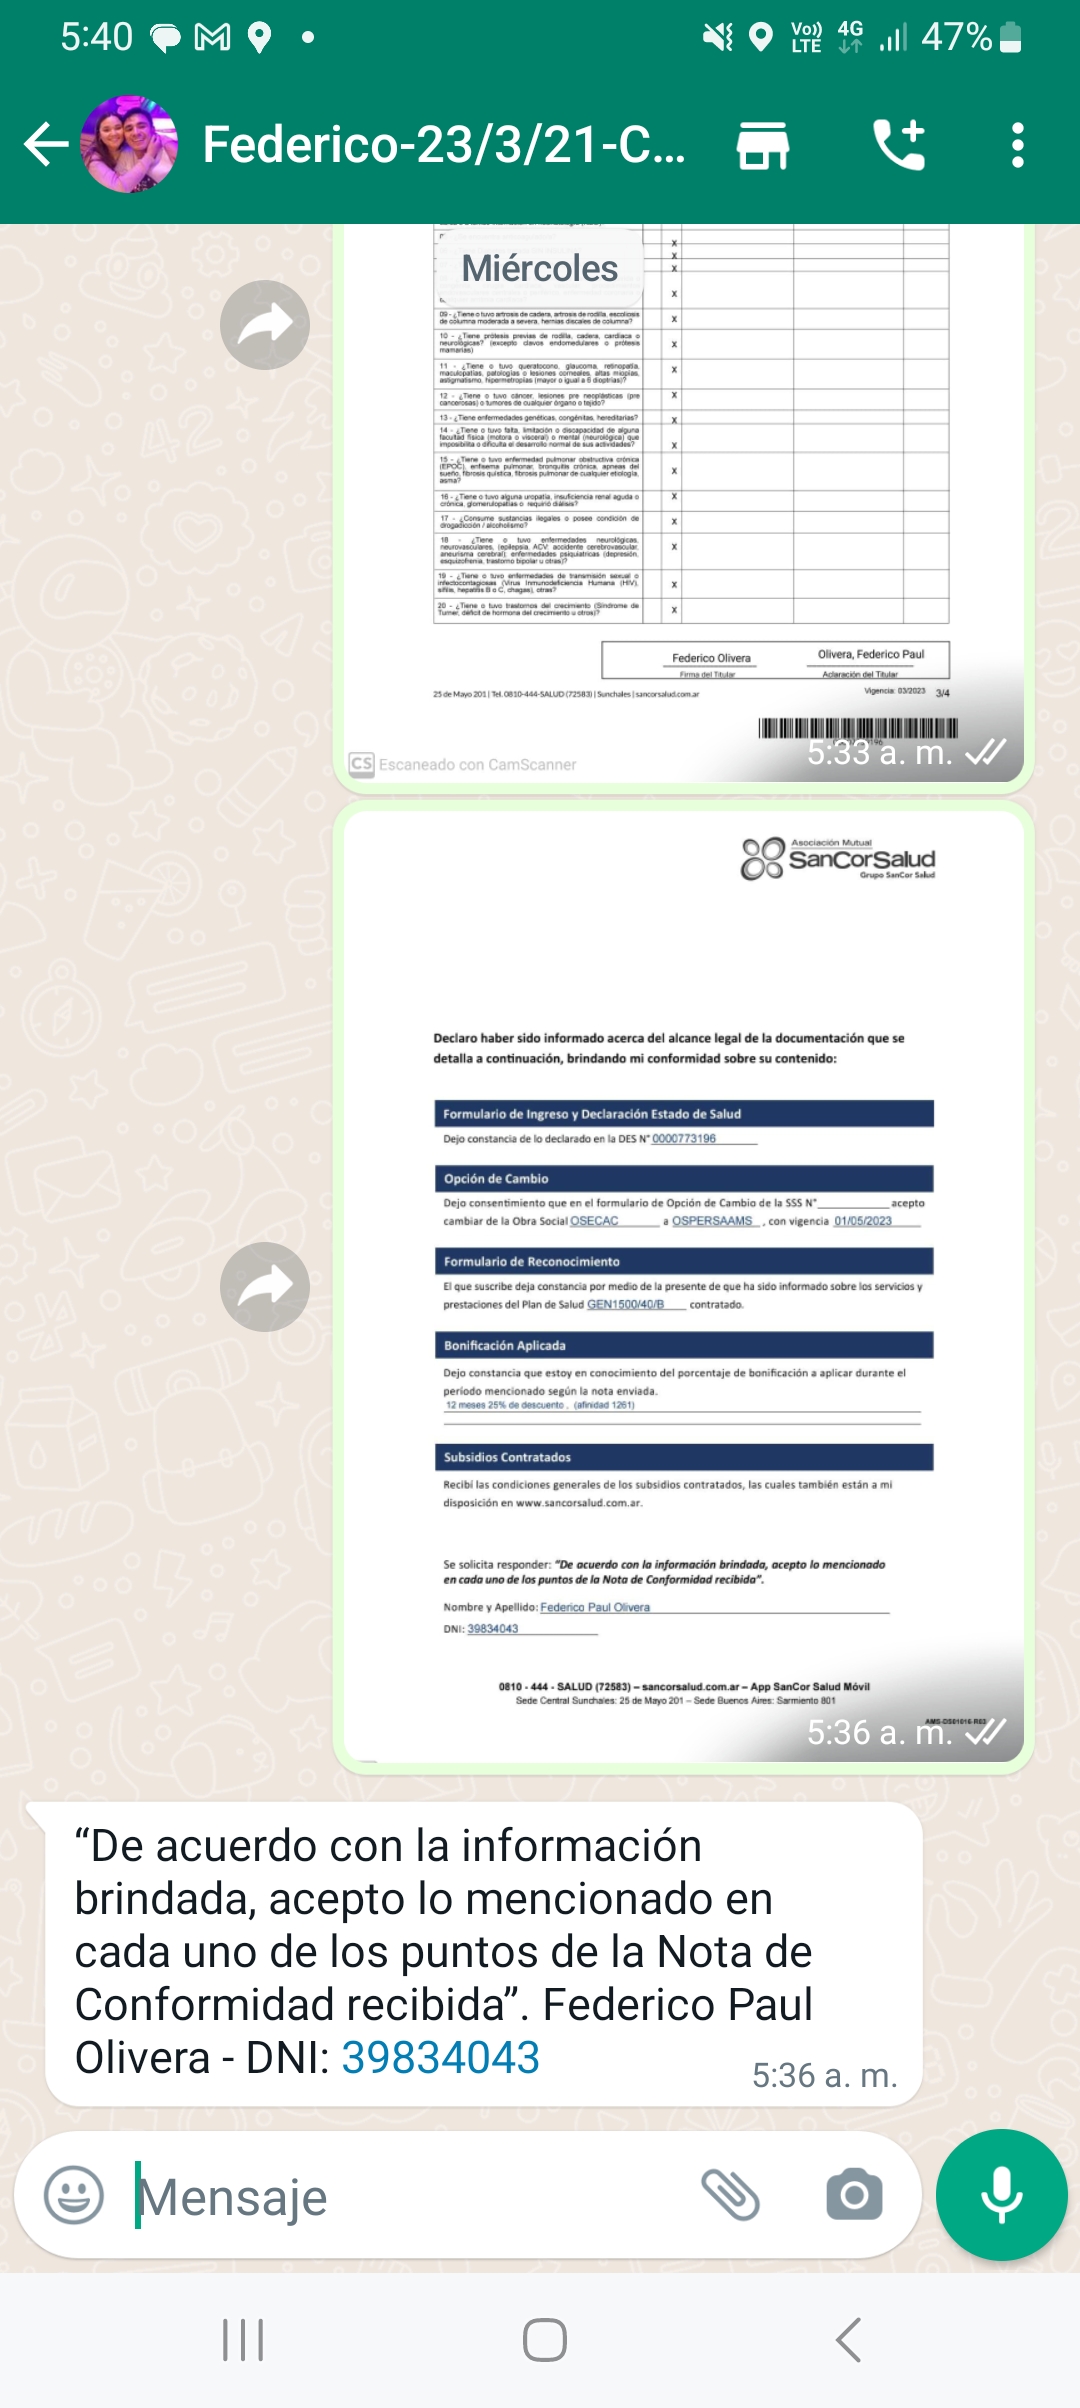 5:40
Vo)) LTE 4G 47%
Federico-23/3/21-C...
Miércoles
09 - ¿Tiene o tuvo artrosis de cadera, artrosis de rodilla, escoliosis
de columna moderada a severa, hernias discales de columna? X
10 - ¿Tiene prótesis previas de rodilla, cadera, cardíaca o
neurológicas? (excepto clavos endomedulares o prótesis
mamarias) X
11 - ¿Tiene o tuvo queratocono, glaucoma, retinopatía,
maculopatías, patologías o lesiones corneales, altas miopías,
astigmatismo, hipermetropías (mayor o igual a 6 dioptrías)? X
12 - ¿Tiene o tuvo cáncer, lesiones pre neoplásticas (pre
cancerosas) o tumores de cualquier órgano o tejido? X
13 - ¿Tiene enfermedades genéticas, congénitas, hereditarias? X
14 - ¿Tiene o tuvo falta, limitación o discapacidad de alguna
facultad física (motora o visceral) o mental (neurológica) que
imposibilita o dificulta el desarrollo normal de sus actividades? X
15 - ¿Tiene o tuvo enfermedad pulmonar obstructiva crónica
(EPOC), enfisema pulmonar, bronquitis crónica, apneas del
sueño, fibrosis quística, fibrosis pulmonar de cualquier etiología,
asma? X
16 - ¿Tiene o tuvo alguna uropatía, insuficiencia renal aguda o
crónica, glomerulopatías o requirió diálisis? X
17 - ¿Consume sustancias ilegales o posee condición de
drogadicción / alcoholismo? X
18 - ¿Tiene o tuvo enfermedades neurológicas,
neurovasculares, (epilepsia, ACV: accidente cerebrovascular,
aneurisma cerebral); enfermedades psiquiátricas (depresión,
esquizofrenia, trastorno bipolar u otras)? X
19 - ¿Tiene o tuvo enfermedades de transmisión sexual o
infectocontagiosas (Virus Inmunodeficiencia Humana (HIV),
sífilis, hepatitis B o C, chagas), otras? X
20 - ¿Tiene o tuvo trastornos del crecimiento (Síndrome de
Turner, déficit de hormona del crecimiento u otros)? X
Federico Olivera
Firma del Titular
Olivera, Federico Paul
Aclaración del Titular
25 de Mayo 201 | Tel. 0810-444-SALUD (72583) | Sunchales | sancorsalud.com.ar
Vigencia: 03/2023 3/4
CS Escaneado con CamScanner
5:33 a. m.
Asociación Mutual
SanCorSalud
Grupo SanCor Salud
Declaro haber sido informado acerca del alcance legal de la documentación que se
detalla a continuación, brindando mi conformidad sobre su contenido:
Formulario de Ingreso y Declaración Estado de Salud
Dejo constancia de lo declarado en la DES N° 0000773196
Opción de Cambio
Dejo consentimiento que en el formulario de Opción de Cambio de la SSS N°__________ acepto
cambiar de la Obra Social OSECAC a OSPERSAAMS , con vigencia 01/05/2023
Formulario de Reconocimiento
El que suscribe deja constancia por medio de la presente de que ha sido informado sobre los servicios y
prestaciones del Plan de Salud GEN1500/40/B contratado.
Bonificación Aplicada
Dejo constancia que estoy en conocimiento del porcentaje de bonificación a aplicar durante el
período mencionado según la nota enviada.
12 meses 25% de descuento . (afinidad 1261)
Subsidios Contratados
Recibí las condiciones generales de los subsidios contratados, las cuales también están a mi
disposición en www.sancorsalud.com.ar.
Se solicita responder: "De acuerdo con la información brindada, acepto lo mencionado
en cada uno de los puntos de la Nota de Conformidad recibida".
Nombre y Apellido: Federico Paul Olivera
DNI: 39834043
0810 - 444 - SALUD (72583) – sancorsalud.com.ar – App SanCor Salud Móvil
Sede Central Sunchales: 25 de Mayo 201 – Sede Buenos Aires: Sarmiento 801
5:36 a. m.
“De acuerdo con la información
brindada, acepto lo mencionado en
cada uno de los puntos de la Nota de
Conformidad recibida”. Federico Paul
Olivera - DNI: 39834043
5:36 a. m.
Mensaje